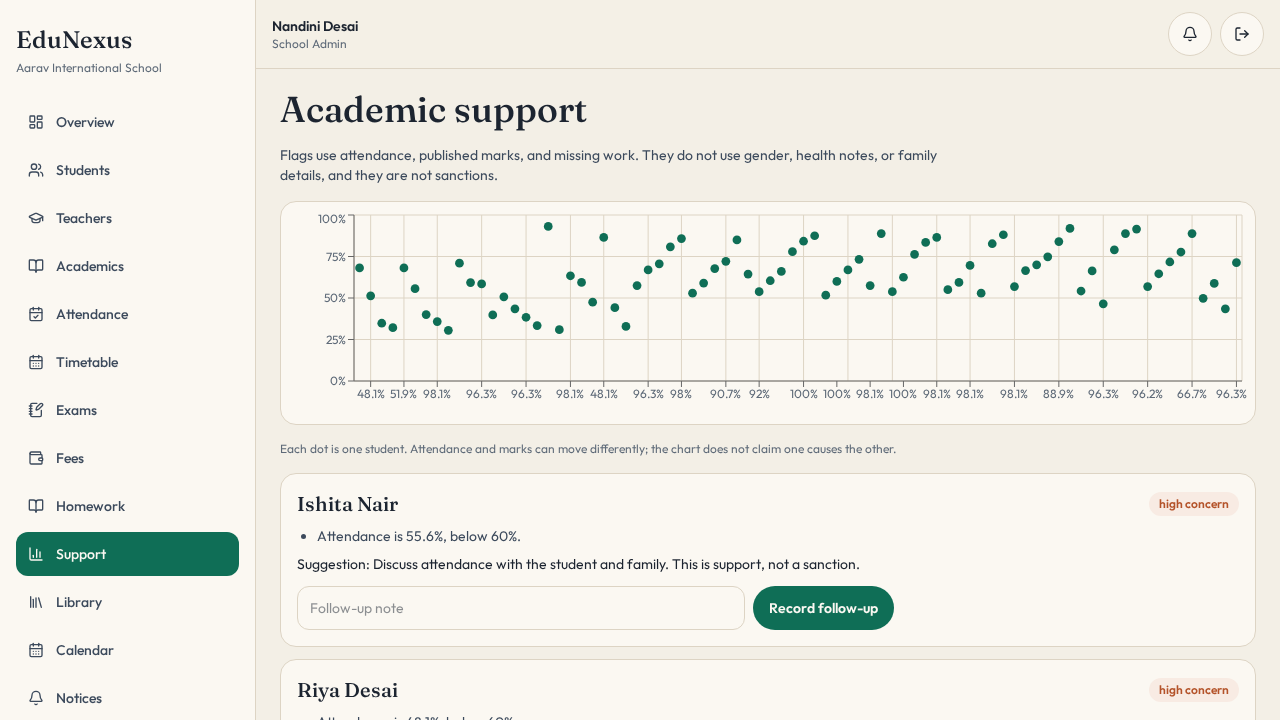 EduNexus
Aarav International School
Overview
Students
Teachers
Academics
Attendance
Timetable
Exams
Fees
Homework
Support
Library
Calendar
Notices
Nandini Desai
School Admin
Academic support
Flags use attendance, published marks, and missing work. They do not use gender, health notes, or family
details, and they are not sanctions.
100%
75%
50%
25%
0%
48.1% 51.9% 98.1% 96.3% 96.3% 98.1% 48.1% 96.3% 98% 90.7% 92% 100% 100% 98.1% 100% 98.1% 98.1% 98.1% 88.9% 96.3% 96.2% 66.7% 96.3%
Each dot is one student. Attendance and marks can move differently; the chart does not claim one causes the other.
Ishita Nair
high concern
Attendance is 55.6%, below 60%.
Suggestion: Discuss attendance with the student and family. This is support, not a sanction.
Follow-up note
Record follow-up
Riya Desai
high concern